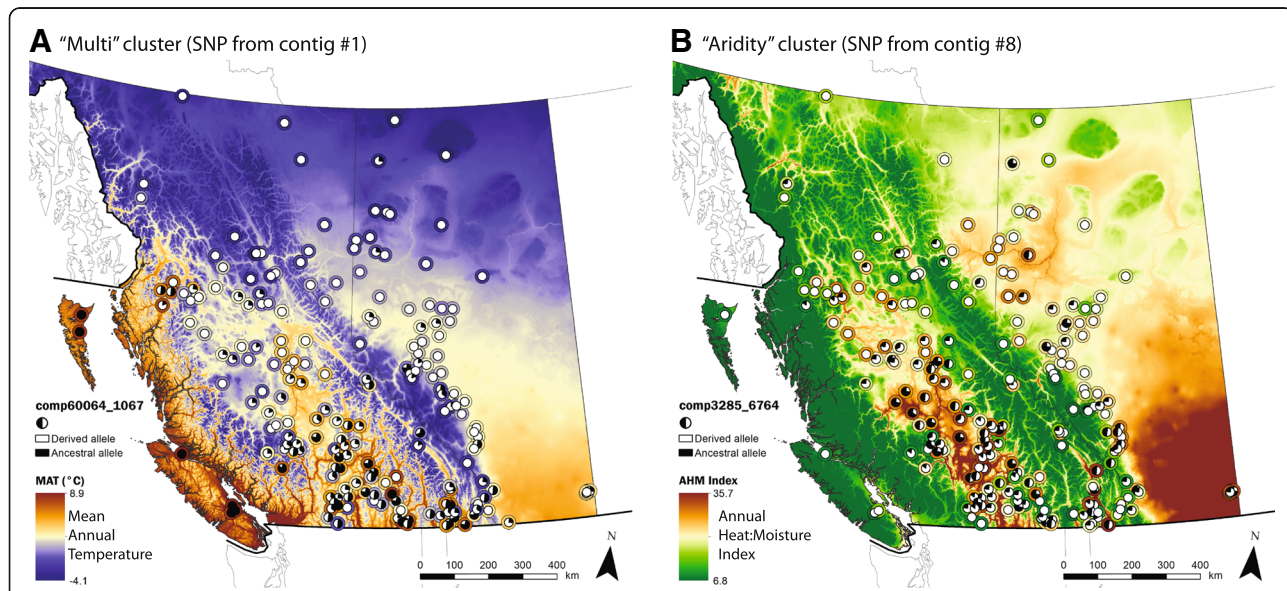 A "Multi" cluster (SNP from contig #1)
comp60064_1067
Derived allele
Ancestral allele
MAT (°C)
8.9
Mean
Annual
Temperature
-4.1
N
0 100 200 300 400
km
B "Aridity" cluster (SNP from contig #8)
comp3285_6764
Derived allele
Ancestral allele
AHM Index
35.7
Annual
Heat:Moisture
Index
6.8
N
0 100 200 300 400
km